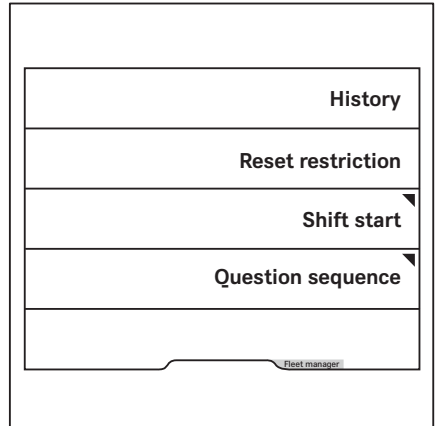 History
Reset restriction
Shift start
Question sequence
Fleet manager